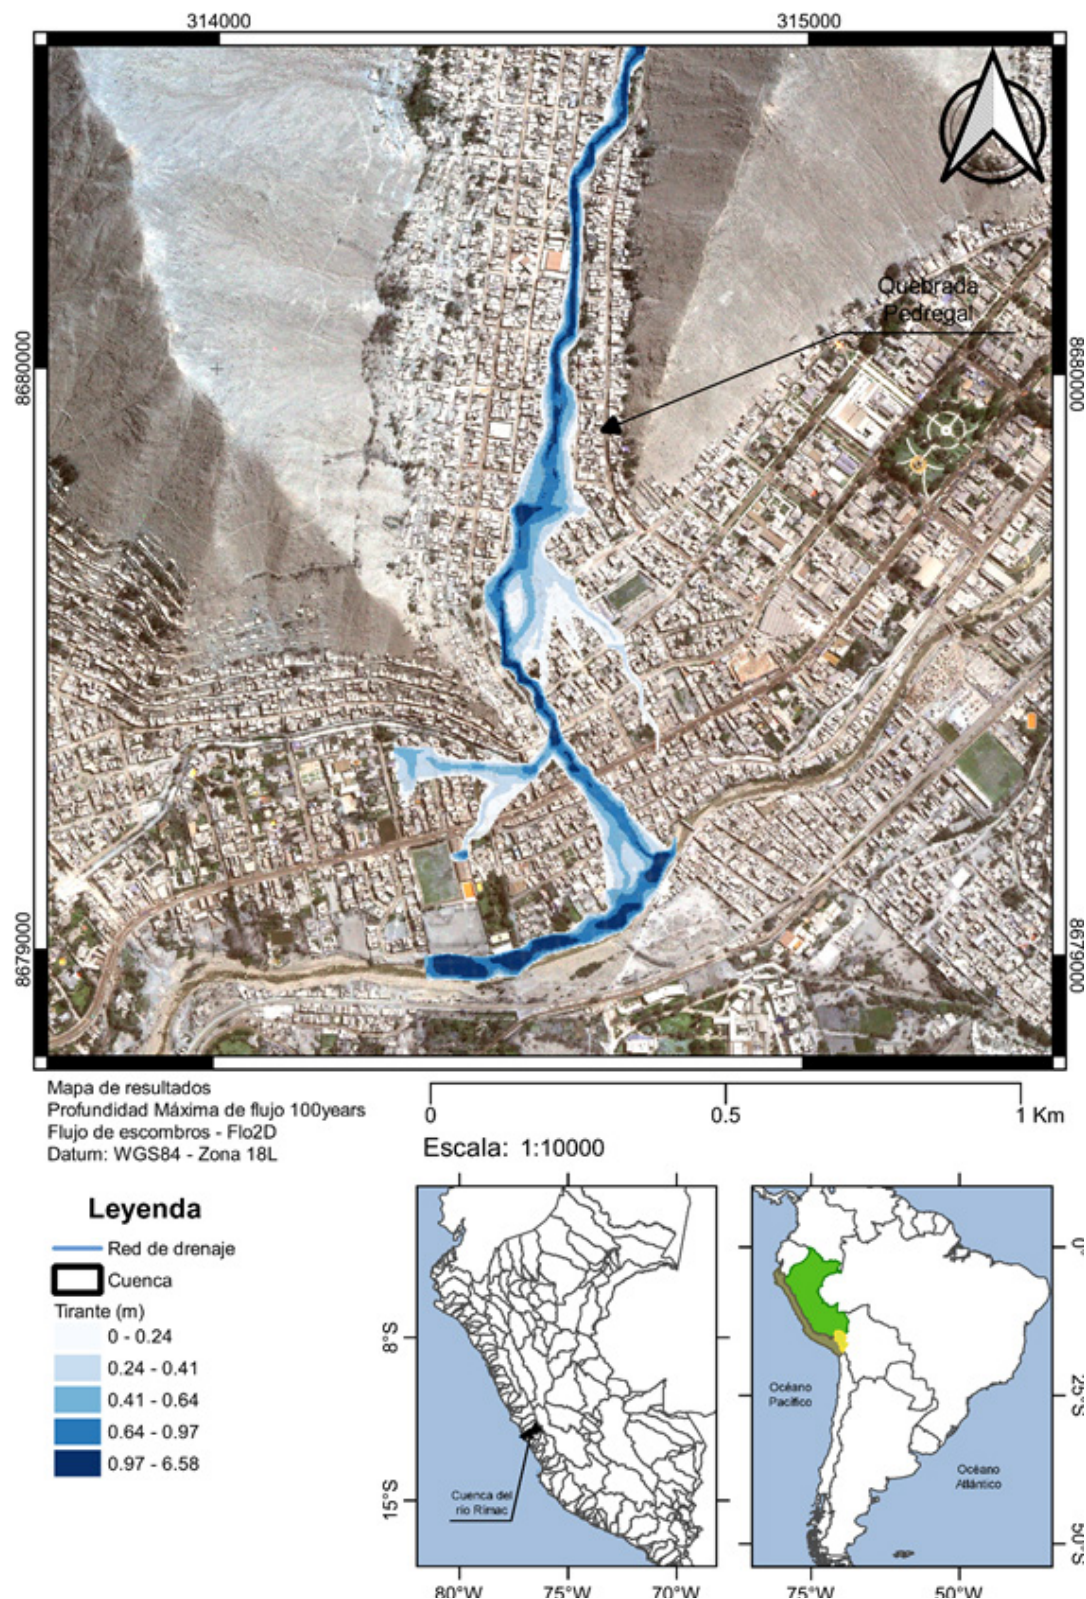 314000
315000
Quebrada
Pedregal
8680000
8680000
8679000
8679000
Mapa de resultados
Profundidad Máxima de flujo 100years
Flujo de escombros - Flo2D
Datum: WGS84 - Zona 18L
0
0.5
1 Km
Escala: 1:10000
Leyenda
Red de drenaje
Cuenca
Tirante (m)
0 - 0.24
0.24 - 0.41
0.41 - 0.64
0.64 - 0.97
0.97 - 6.58
8°S
15°S
Cuenca del
río Rimac
80°W
75°W
70°W
0°
25°S
50°S
Océano
Pacífico
Océano
Atlántico
75°W
50°W